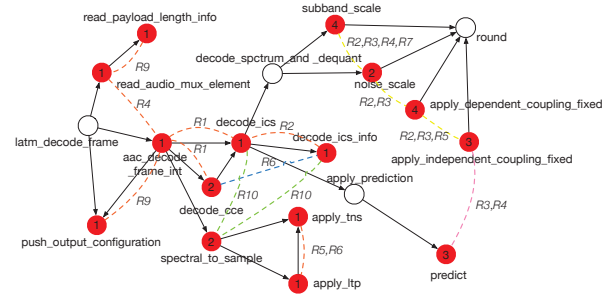 subband_scale
read_payload_length_info
1
4
round
R2,R3,R4,R7
R9
decode_spctrum_and _dequant
1
2
read_audio_mux_element
noise_scale
R2,R3
R4
4
apply_dependent_coupling_fixed
R1
decode_ics
R2
R2,R3,R5
latm_decode_frame
1
R1
1
decode_ics_info
3
aac_decode
_frame_int
1
apply_independent_coupling_fixed
R6
2
apply_prediction
R10
R10
R9
decode_cce
R3,R4
1
1
apply_tns
push_output_configuration
2
R5,R6
spectral_to_sample
3
predict
1
apply_ltp